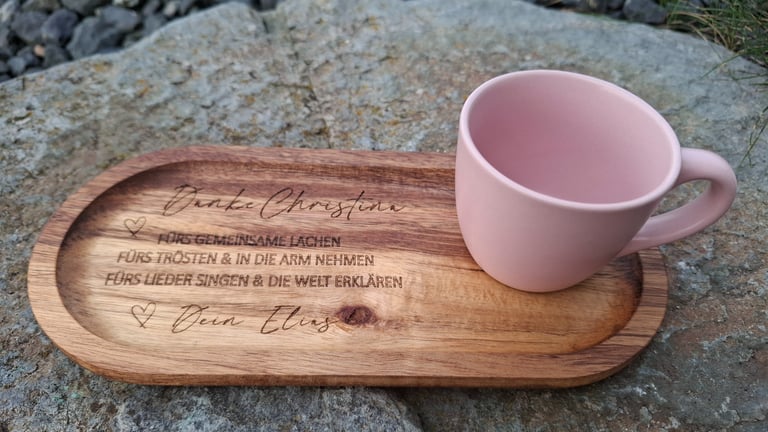 Danke Christina
FÜRS GEMEINSAME LACHEN
FÜRS TRÖSTEN & IN DIE ARM NEHMEN
FÜRS LIEDER SINGEN & DIE WELT ERKLÄREN
Dein Elias